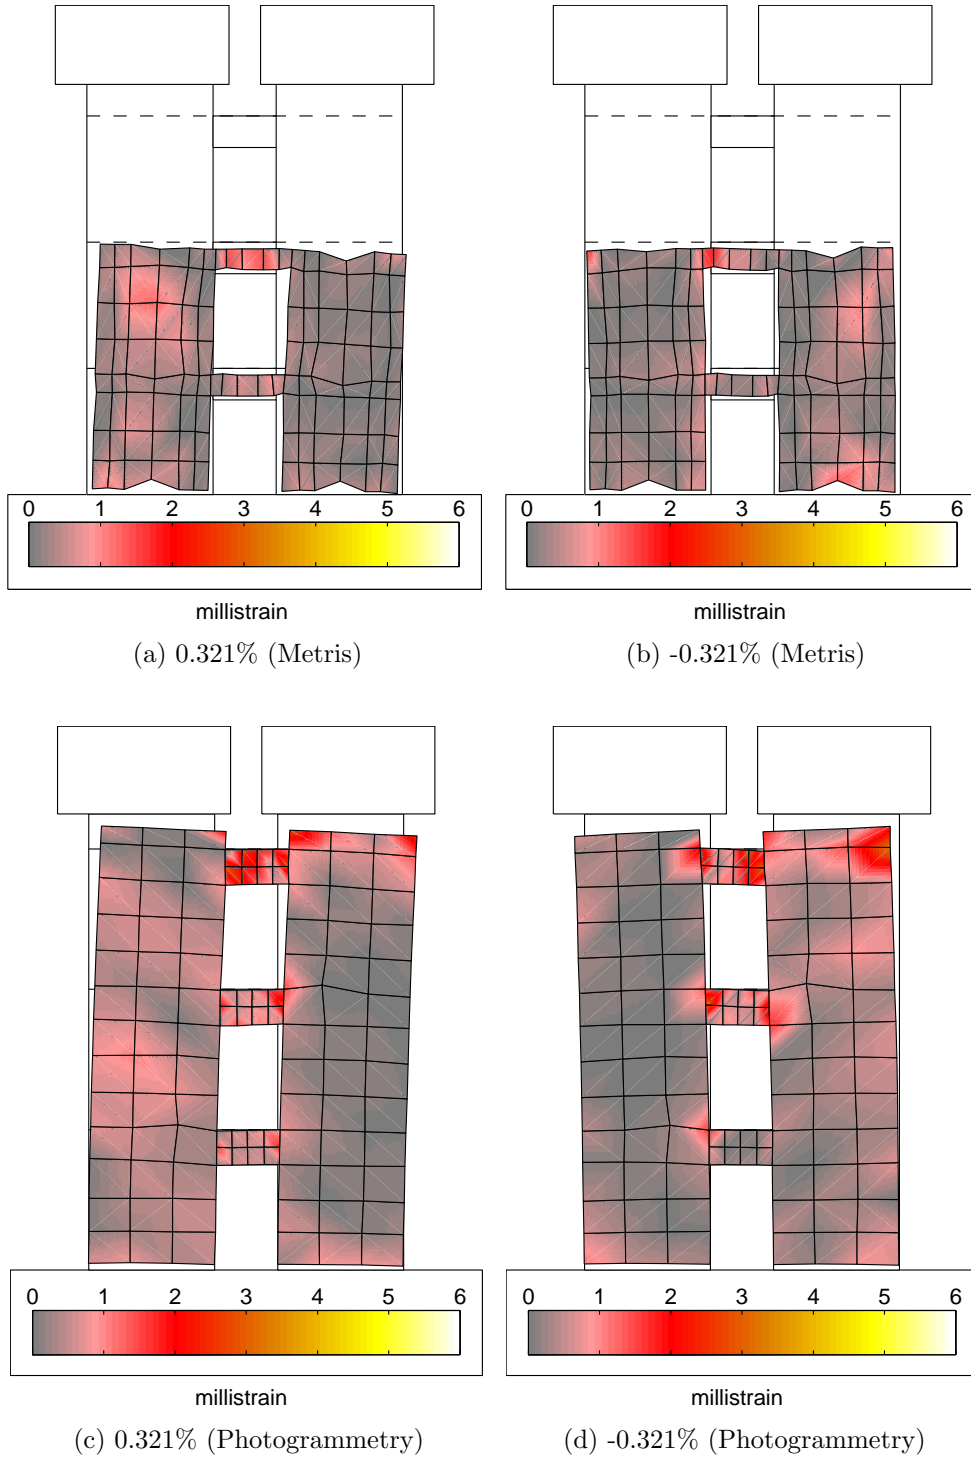 0 1 2 3 4 5 6
0 1 2 3 4 5 6
millistrain
millistrain
(a) 0.321% (Metris)
(b) -0.321% (Metris)
0 1 2 3 4 5 6
0 1 2 3 4 5 6
millistrain
millistrain
(c) 0.321% (Photogrammetry)
(d) -0.321% (Photogrammetry)